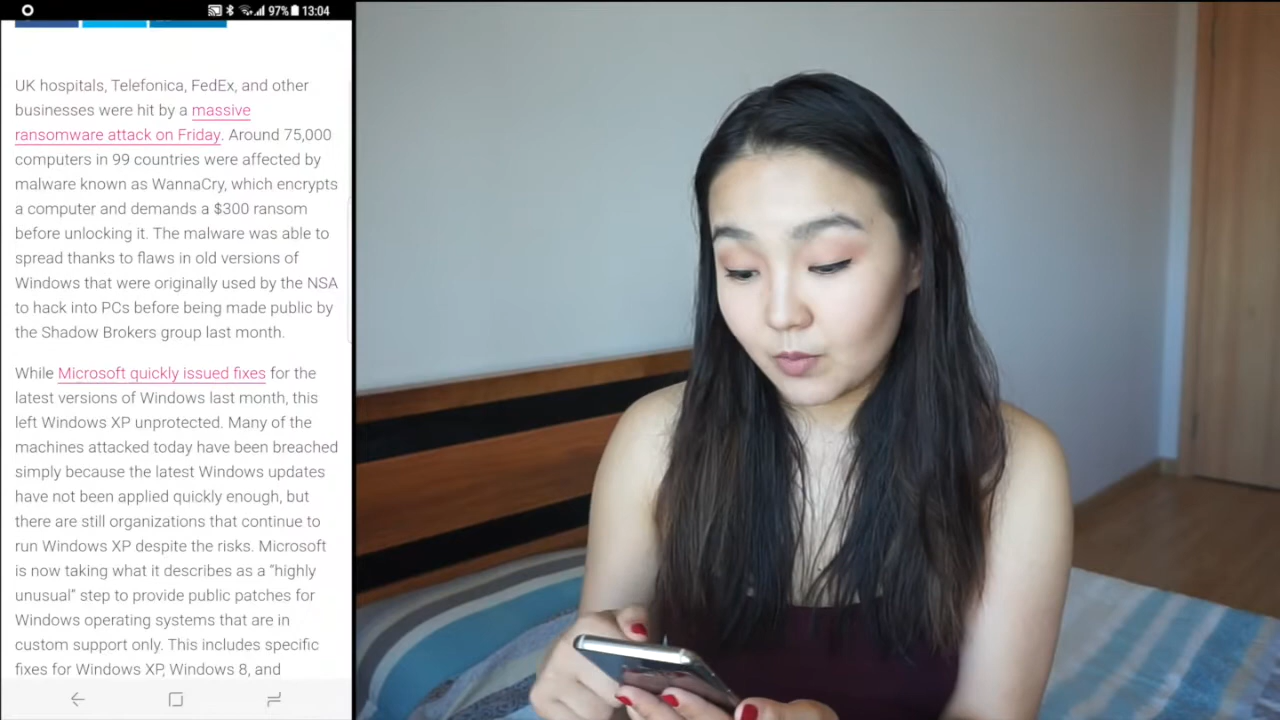 97% 13:04
UK hospitals, Telefonica, FedEx, and other
businesses were hit by a massive
ransomware attack on Friday. Around 75,000
computers in 99 countries were affected by
malware known as WannaCry, which encrypts
a computer and demands a $300 ransom
before unlocking it. The malware was able to
spread thanks to flaws in old versions of
Windows that were originally used by the NSA
to hack into PCs before being made public by
the Shadow Brokers group last month.
While Microsoft quickly issued fixes for the
latest versions of Windows last month, this
left Windows XP unprotected. Many of the
machines attacked today have been breached
simply because the latest Windows updates
have not been applied quickly enough, but
there are still organizations that continue to
run Windows XP despite the risks. Microsoft
is now taking what it describes as a “highly
unusual” step to provide public patches for
Windows operating systems that are in
custom support only. This includes specific
fixes for Windows XP, Windows 8, and